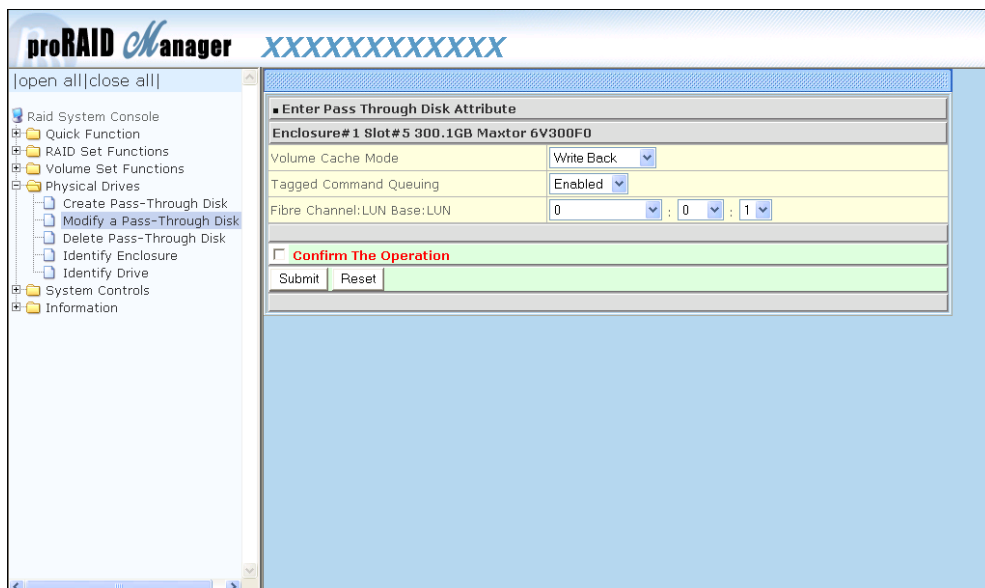 proRAID Manager XXXXXXXXXXXX
|open all|close all|
Raid System Console
Quick Function
RAID Set Functions
Volume Set Functions
Physical Drives
Create Pass-Through Disk
Modify a Pass-Through Disk
Delete Pass-Through Disk
Identify Enclosure
Identify Drive
System Controls
Information
Enter Pass Through Disk Attribute
Enclosure#1 Slot#5 300.1GB Maxtor 6V300F0
Volume Cache Mode Write Back
Tagged Command Queuing Enabled
Fibre Channel:LUN Base:LUN 0 : 0 : 1
Confirm The Operation
Submit Reset